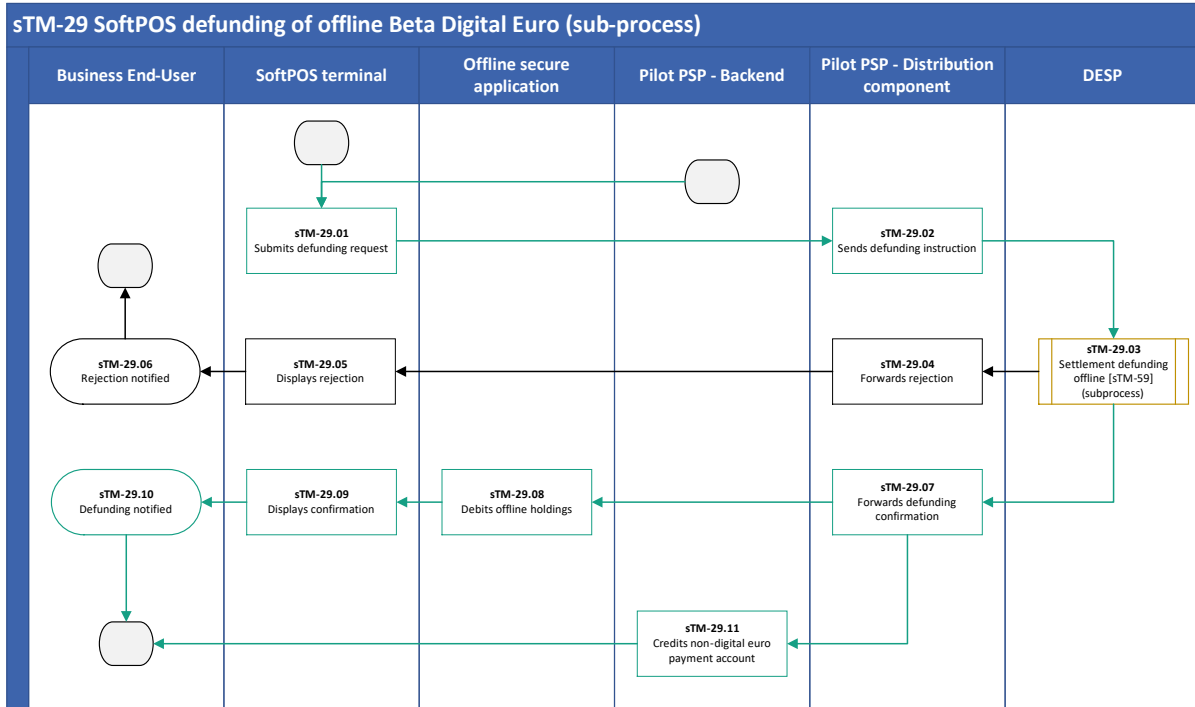 sTM-29 SoftPOS defunding of offline Beta Digital Euro (sub-process)
Business End-User
SoftPOS terminal
Offline secure
application
Pilot PSP - Backend
Pilot PSP - Distribution
component
DESP
sTM-29.01
Submits defunding request
sTM-29.02
Sends defunding instruction
sTM-29.06
Rejection notified
sTM-29.05
Displays rejection
sTM-29.04
Forwards rejection
sTM-29.03
Settlement defunding
offline [sTM-59]
(subprocess)
sTM-29.10
Defunding notified
sTM-29.09
Displays confirmation
sTM-29.08
Debits offline holdings
sTM-29.07
Forwards defunding
confirmation
sTM-29.11
Credits non-digital euro
payment account